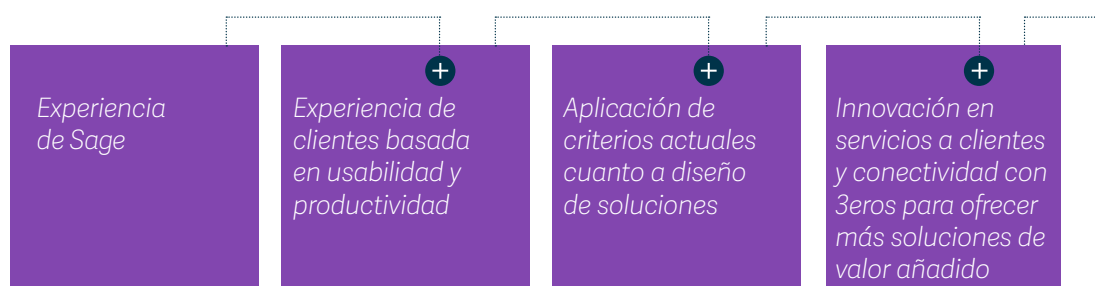 Experiencia
de Sage
+
Experiencia de
clientes basada
en usabilidad y
productividad
+
Aplicación de
criterios actuales
cuanto a diseño
de soluciones
+
Innovación en
servicios a clientes
y conectividad con
3eros para ofrecer
más soluciones de
valor añadido